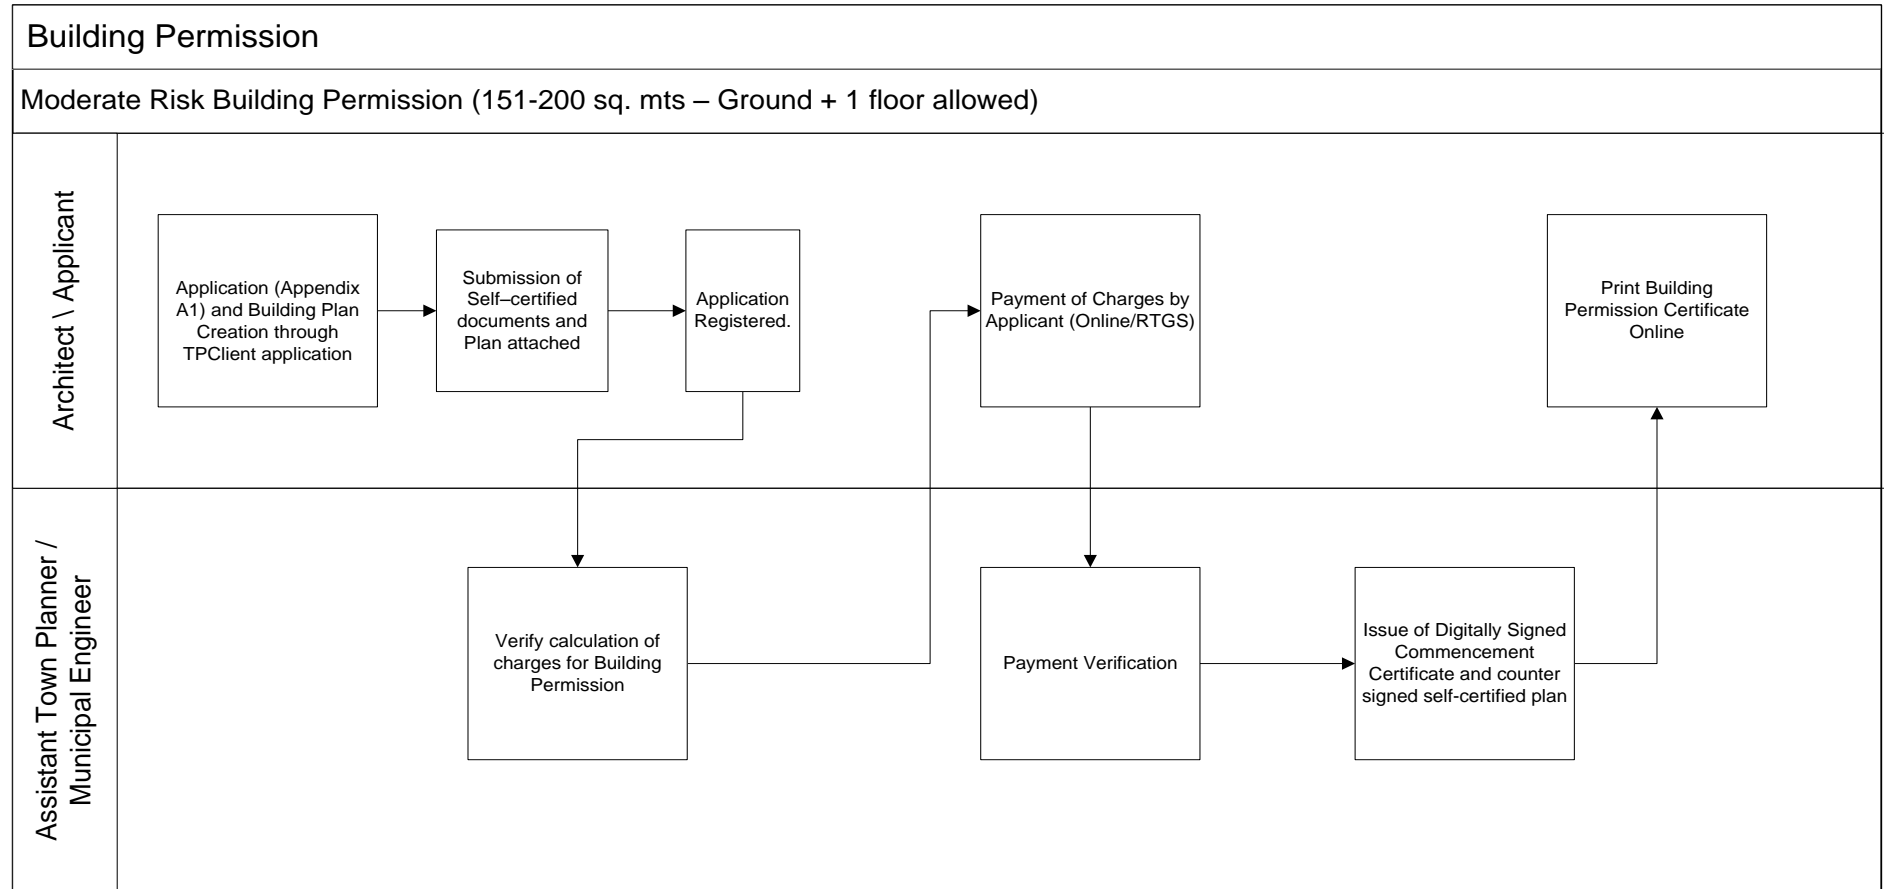 Building Permission
Moderate Risk Building Permission (151-200 sq. mts – Ground + 1 floor allowed)
Architect \ Applicant
Application (Appendix
A1) and Building Plan
Creation through
TPClient application
Submission of
Self–certified
documents and
Plan attached
Application
Registered.
Payment of Charges by
Applicant (Online/RTGS)
Print Building
Permission Certificate
Online
Assistant Town Planner /
Municipal Engineer
Verify calculation of
charges for Building
Permission
Payment Verification
Issue of Digitally Signed
Commencement
Certificate and counter
signed self-certified plan